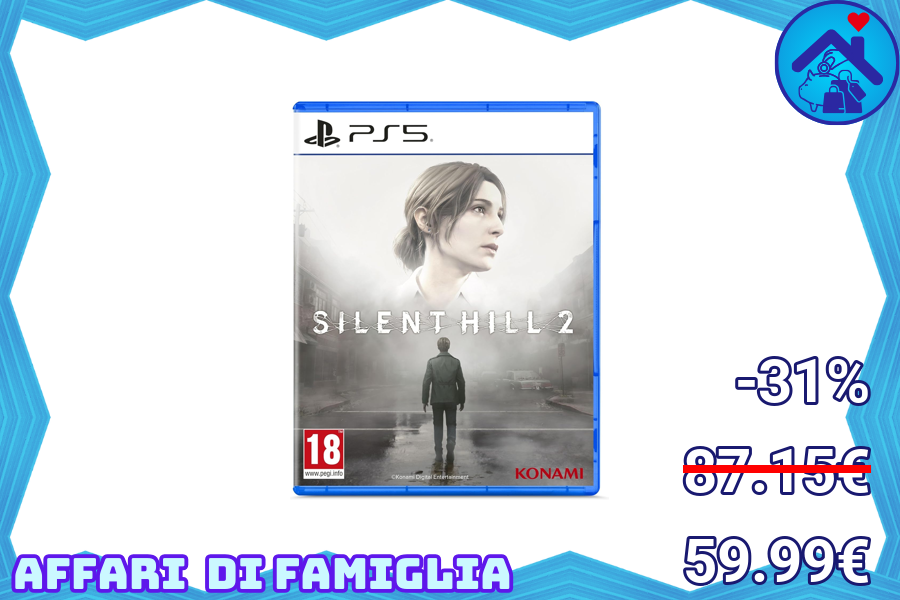 PS5
SILENT HILL 2
18
www.pegi.info
©Konami Digital Entertainment
KONAMI
-31%
87.15€
59.99€
AFFARI DI FAMIGLIA